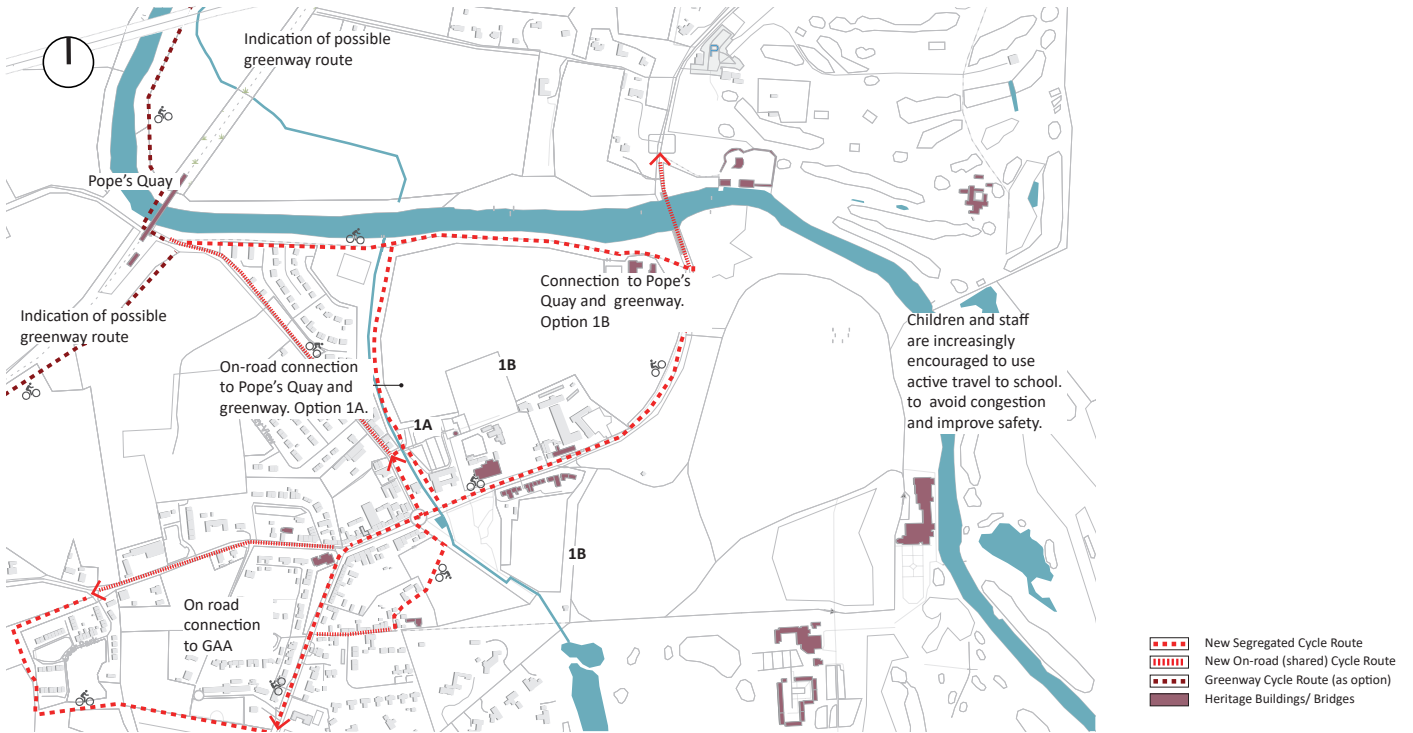 Indication of possible
greenway route
P
Pope's Quay
Connection to Pope's
Quay and greenway.
Option 1B
Indication of possible
greenway route
Children and staff
are increasingly
encouraged to use
active travel to school.
to avoid congestion
and improve safety.
On-road connection
to Pope's Quay and
greenway. Option 1A.
1B
1A
1B
On road
connection
to GAA
New Segregated Cycle Route
New On-road (shared) Cycle Route
Greenway Cycle Route (as option)
Heritage Buildings/ Bridges